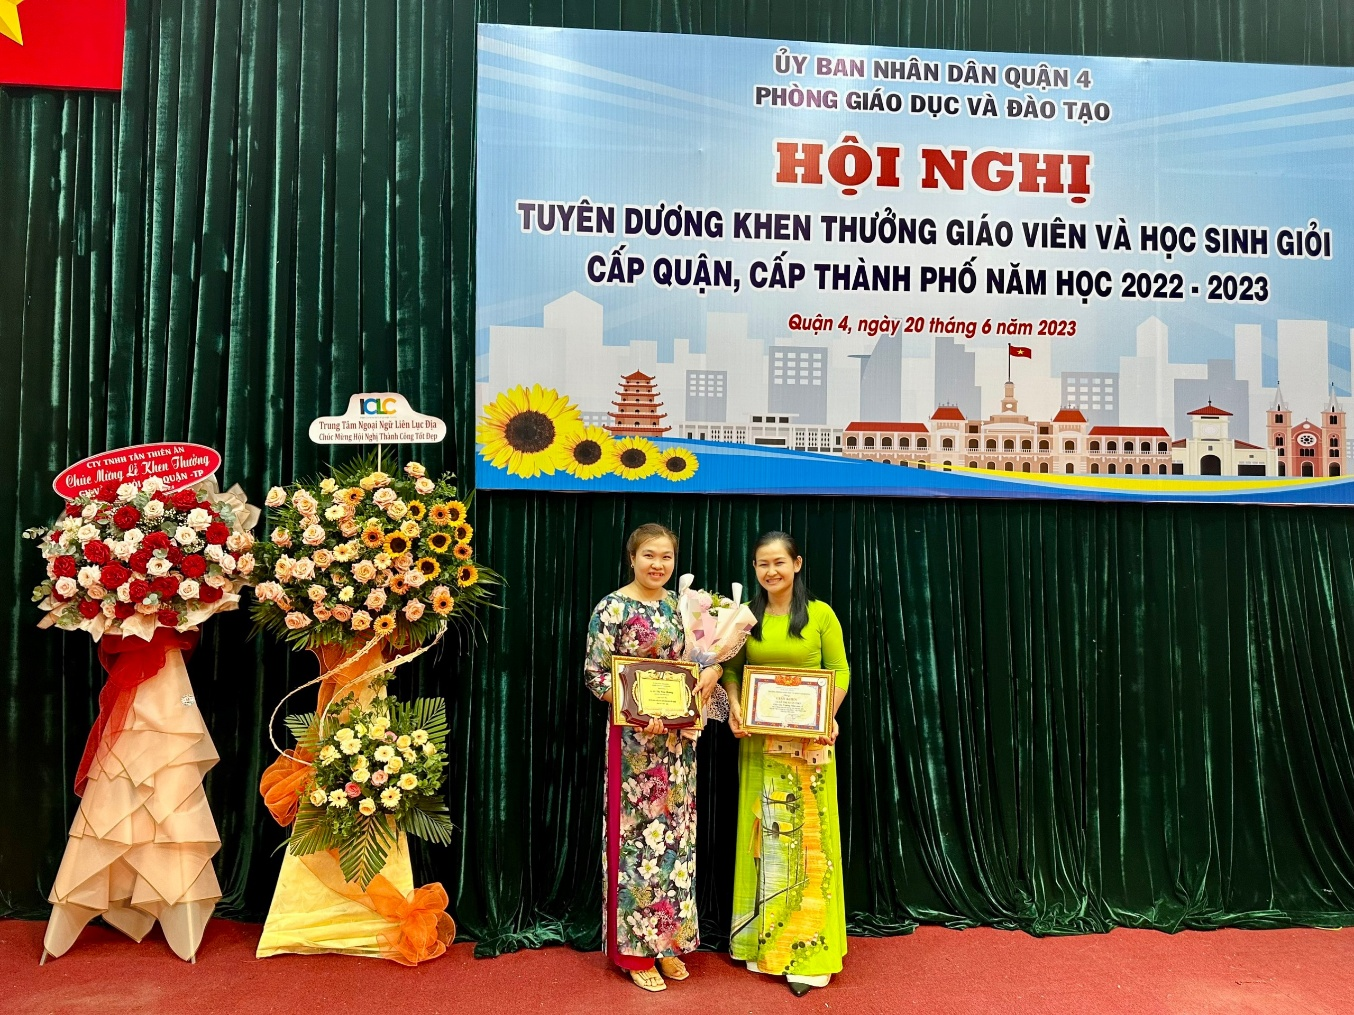 ỦY BAN NHÂN DÂN QUẬN 4
PHÒNG GIÁO DỤC VÀ ĐÀO TẠO
HỘI NGHỊ
TUYÊN DƯƠNG KHEN THƯỞNG GIÁO VIÊN VÀ HỌC SINH GIỎI
CẤP QUẬN, CẤP THÀNH PHỐ NĂM HỌC 2022 - 2023
Quận 4, ngày 20 tháng 6 năm 2023
ICLC
Trung Tâm Ngoại Ngữ Liên Lục Địa
Chúc Mừng Hội Nghị Thành Công Tốt Đẹp
CTY TNHH TÂN THIÊN ÂN
Chúc Mừng Lễ Khen Thưởng
QUẬN -TP